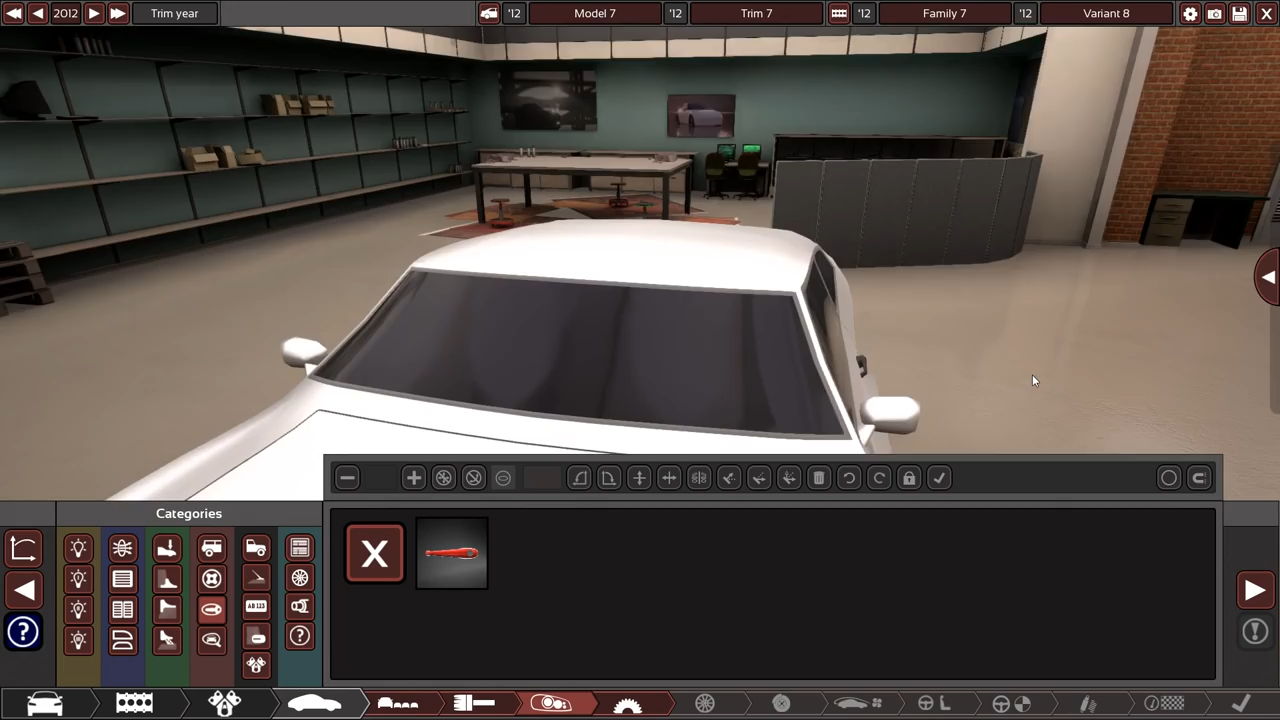 2012
Trim year
'12
Model 7
'12
Trim 7
'12
Family 7
'12
Variant 8
Categories
AB 123
X